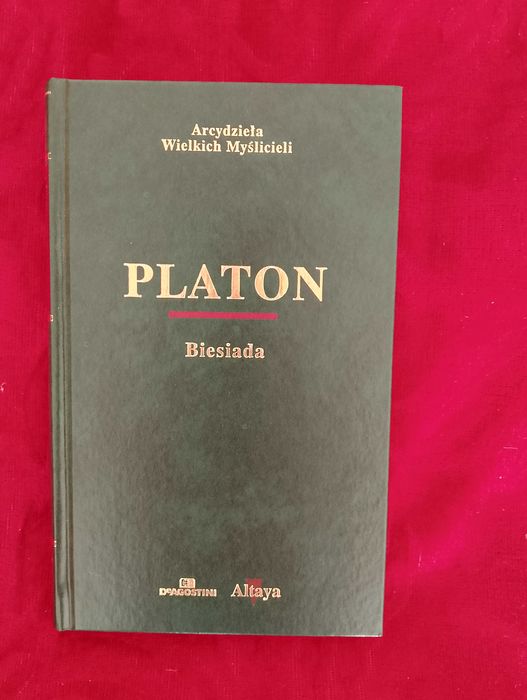 Arcydzieła
Wielkich Myślicieli
PLATON
Biesiada
DeAGOSTINI Altaya